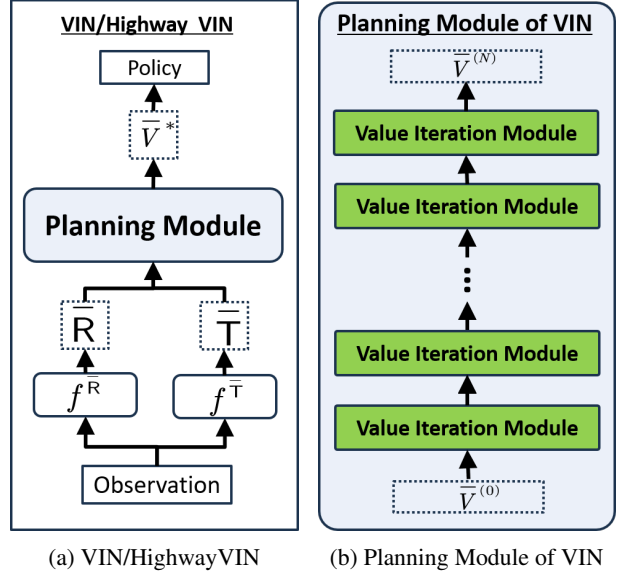 VIN/Highway VIN
Policy
V̅ *
Planning Module
R̅
T̅
f R̅
f T̅
Observation
(a) VIN/HighwayVIN
Planning Module of VIN
V̅ (N)
Value Iteration Module
Value Iteration Module
⋮
Value Iteration Module
Value Iteration Module
V̅ (0)
(b) Planning Module of VIN